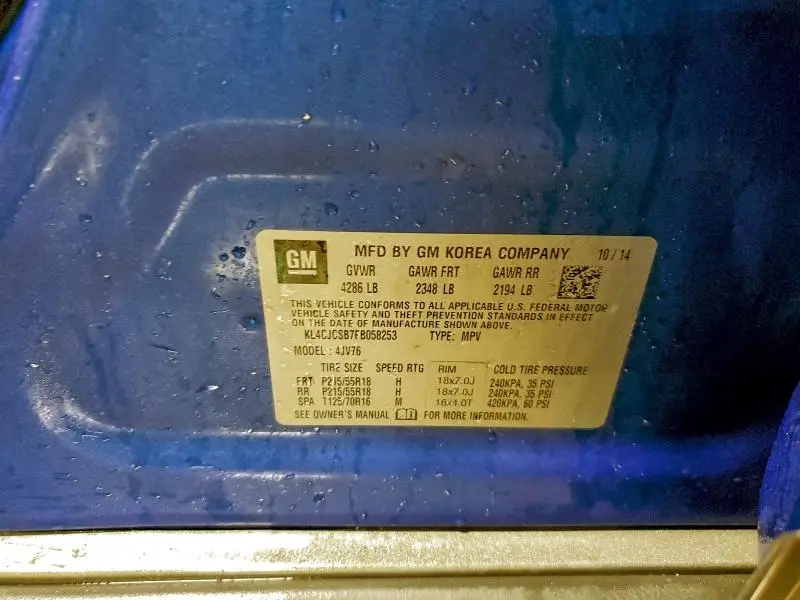 GM
MFD BY GM KOREA COMPANY 10/14
GVWR GAWR FRT GAWR RR
4286 LB 2348 LB 2194 LB
THIS VEHICLE CONFORMS TO ALL APPLICABLE U.S. FEDERAL MOTOR
VEHICLE SAFETY AND THEFT PREVENTION STANDARDS IN EFFECT
ON THE DATE OF MANUFACTURE SHOWN ABOVE.
KL4CJCSB7FB058253 TYPE: MPV
MODEL: 4JV76
TIRE SIZE SPEED RTG RIM COLD TIRE PRESSURE
FRT P215/55R18 H 18x7.0J 240KPA, 35 PSI
RR P215/55R18 H 18x7.0J 240KPA, 35 PSI
SPA T125/70R16 M 16x4.0T 420KPA, 60 PSI
SEE OWNER'S MANUAL FOR MORE INFORMATION.